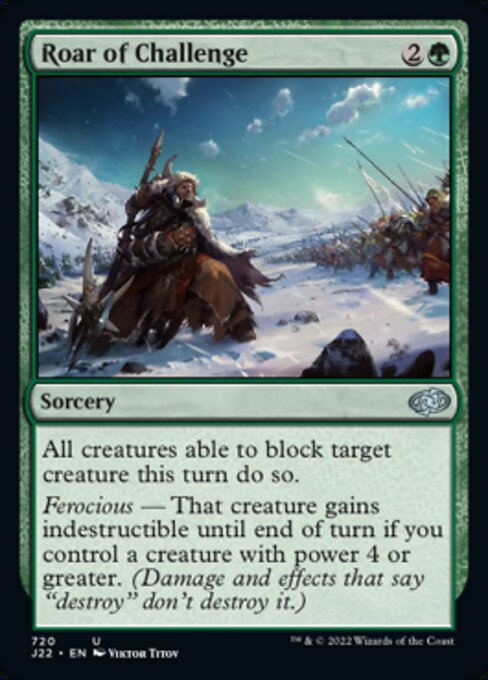 Roar of Challenge 2
Sorcery
All creatures able to block target
creature this turn do so.
Ferocious — That creature gains
indestructible until end of turn if you
control a creature with power 4 or
greater. (Damage and effects that say
“destroy” don’t destroy it.)
720 U
J22 • EN Viktor Titov
™ & © 2022 Wizards of the Coast